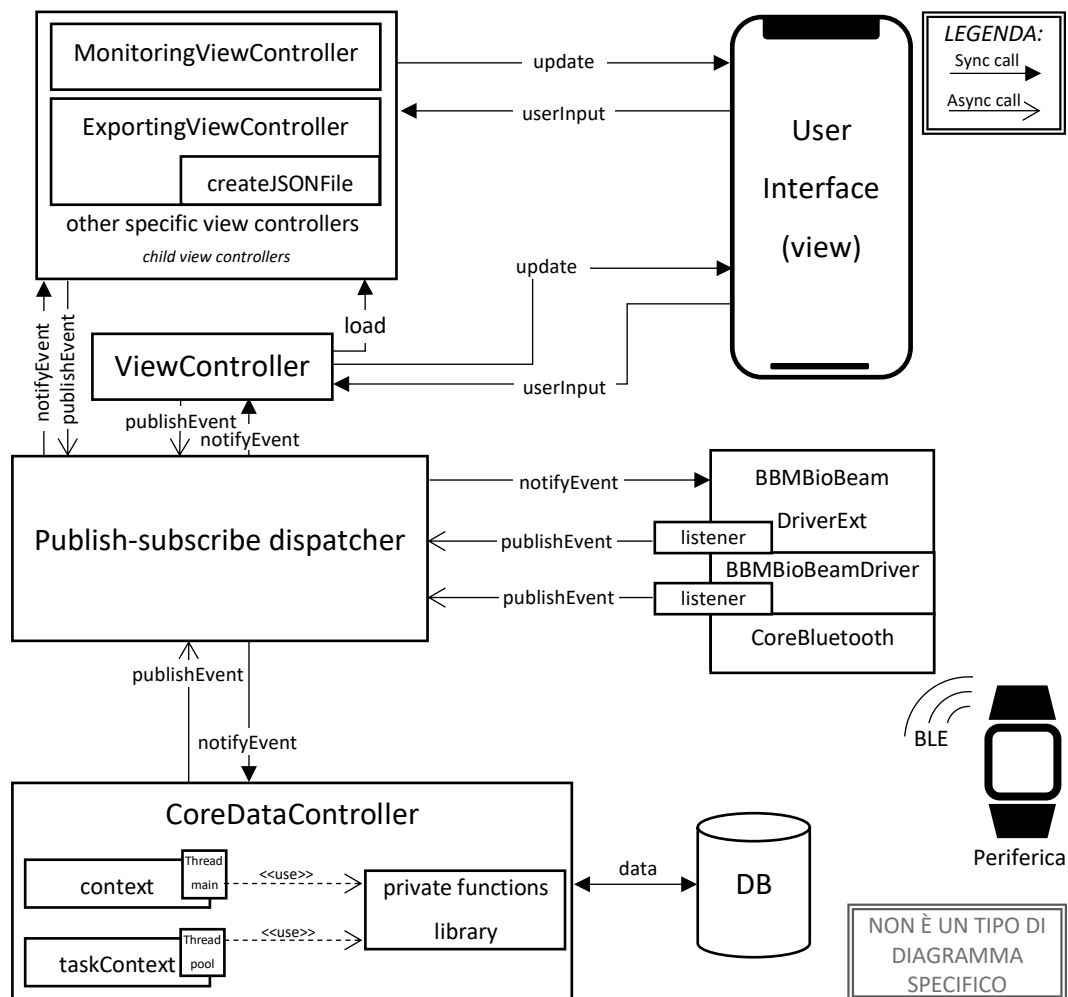 MonitoringViewController
ExportingViewController
createJSONFile
other specific view controllers
child view controllers
update
userInput
User
Interface
(view)
LEGENDA:
Sync call
Async call
update
load
ViewController
userInput
notifyEvent
publishEvent
publishEvent
notifyEvent
Publish-subscribe dispatcher
notifyEvent
publishEvent
publishEvent
BBMBioBeam
DriverExt
listener
BBMBioBeamDriver
listener
CoreBluetooth
publishEvent
notifyEvent
BLE
Periferica
CoreDataController
context
Thread
main
<<use>>
private functions
library
taskContext
Thread
pool
<<use>>
data
DB
NON È UN TIPO DI
DIAGRAMMA
SPECIFICO